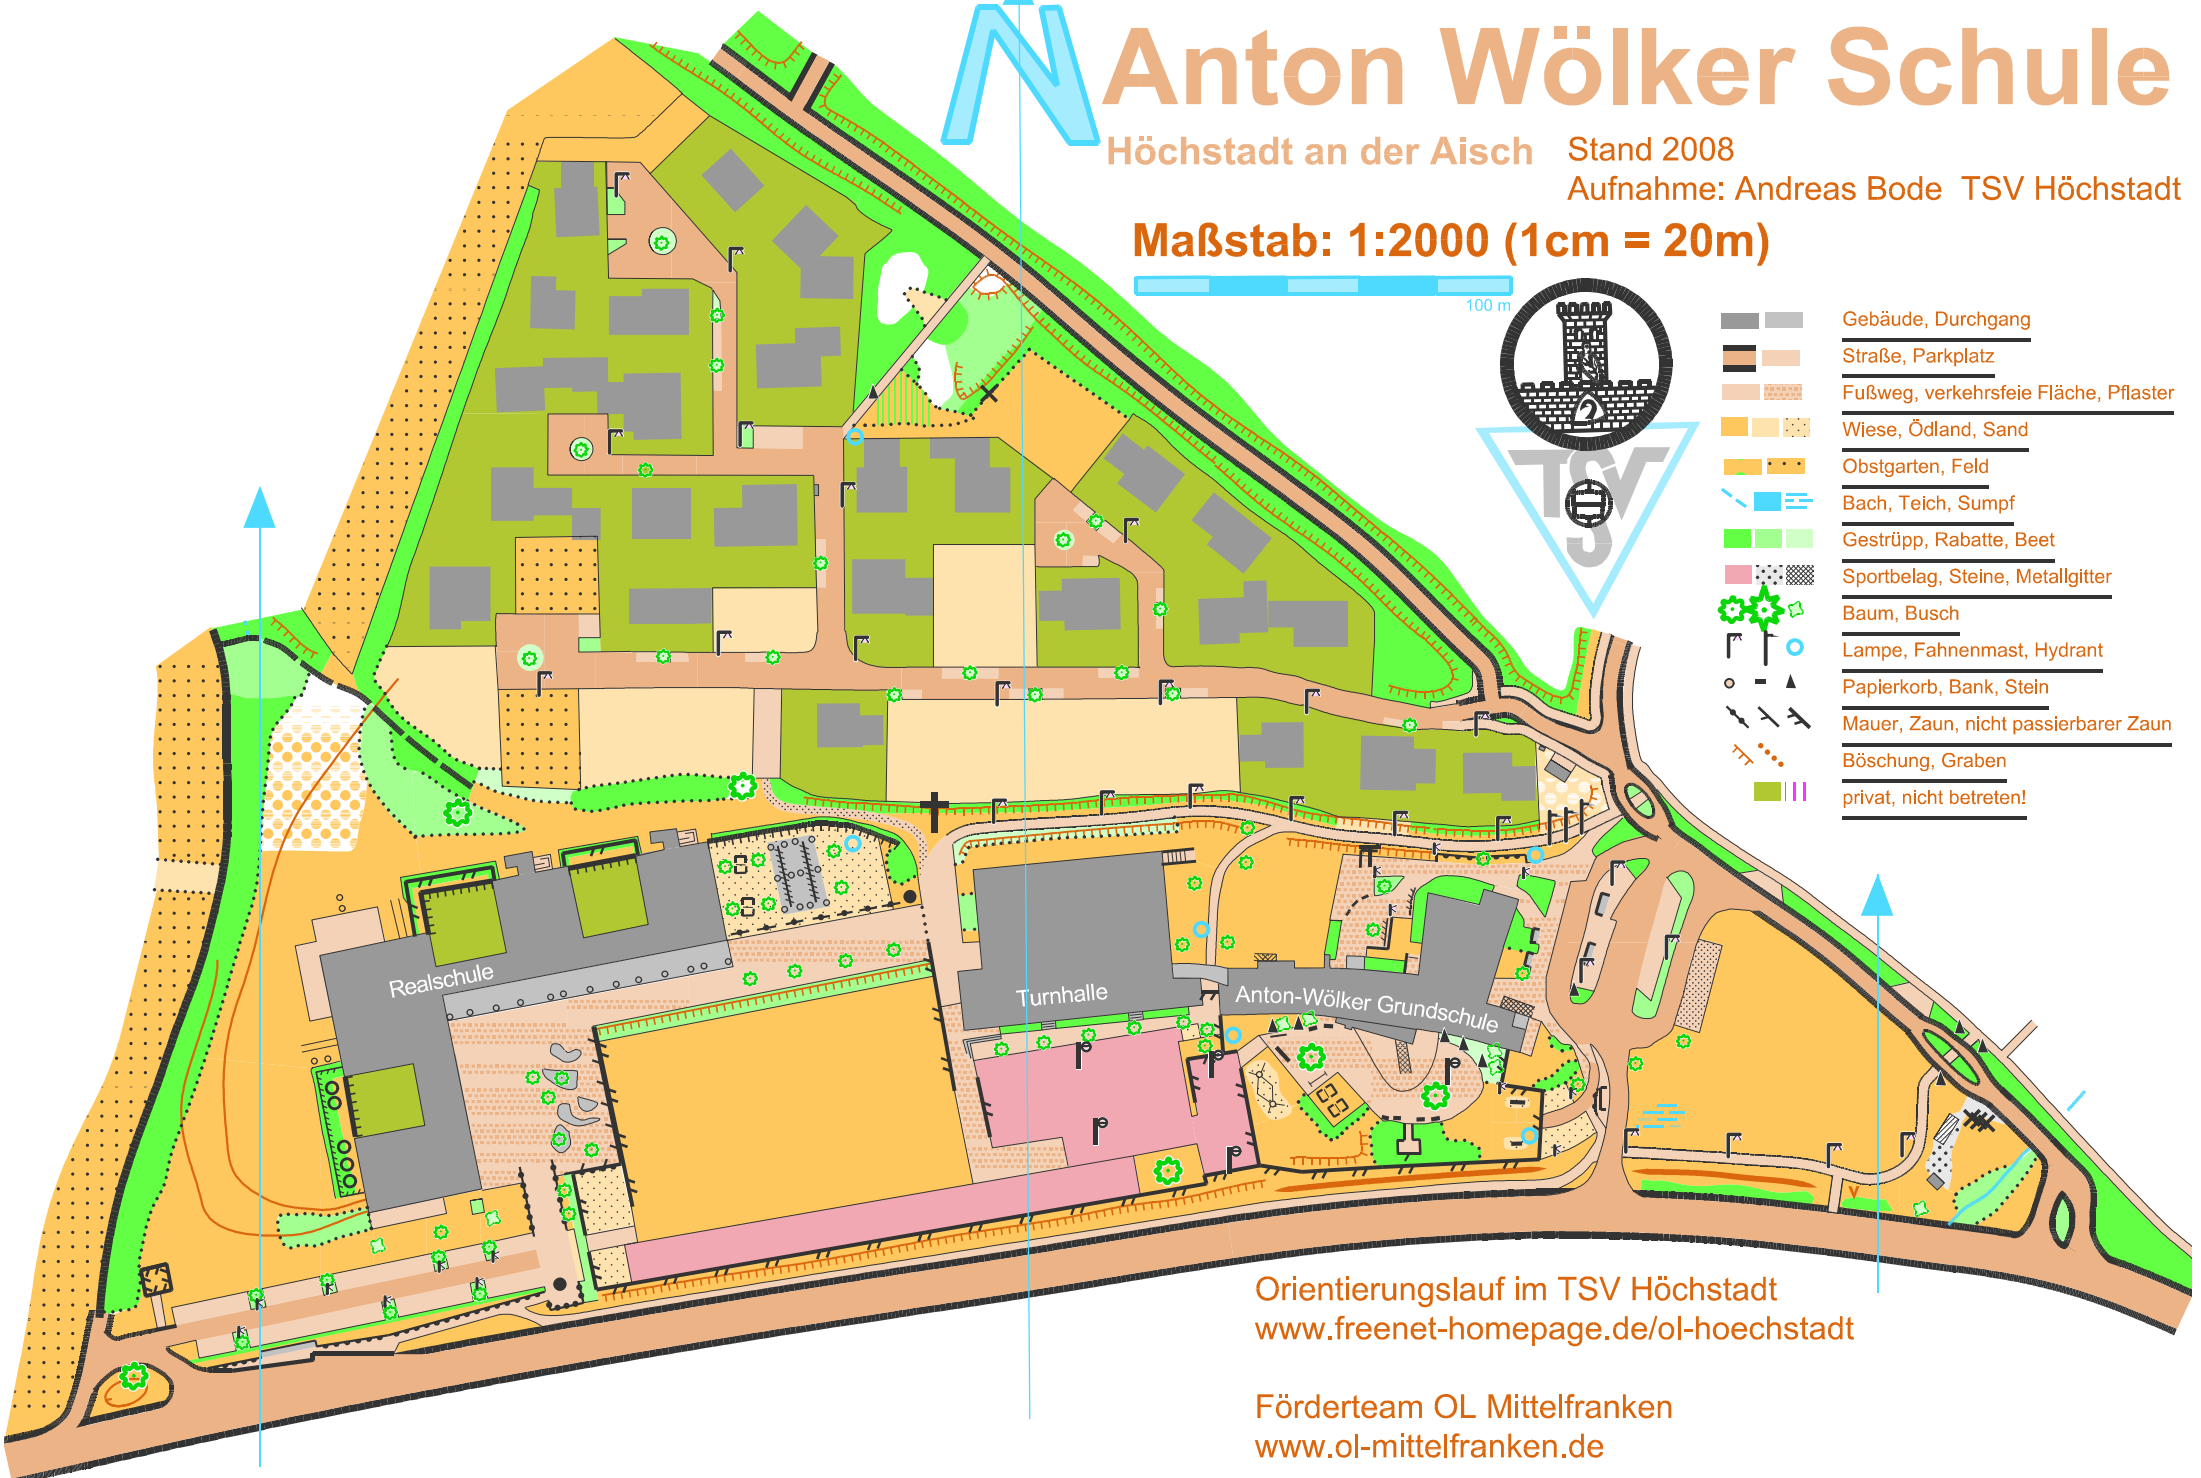 N
Anton Wölker Schule
Höchstadt an der Aisch
Stand 2008
Aufnahme: Andreas Bode TSV Höchstadt
Maßstab: 1:2000 (1cm = 20m)
100 m
TSV
Gebäude, Durchgang
Straße, Parkplatz
Fußweg, verkehrsfeie Fläche, Pflaster
Wiese, Ödland, Sand
Obstgarten, Feld
Bach, Teich, Sumpf
Gestrüpp, Rabatte, Beet
Sportbelag, Steine, Metallgitter
Baum, Busch
Lampe, Fahnenmast, Hydrant
Papierkorb, Bank, Stein
Mauer, Zaun, nicht passierbarer Zaun
Böschung, Graben
privat, nicht betreten!
Realschule
Turnhalle
Anton-Wölker Grundschule
Orientierungslauf im TSV Höchstadt
www.freenet-homepage.de/ol-hoechstadt
Förderteam OL Mittelfranken
www.ol-mittelfranken.de